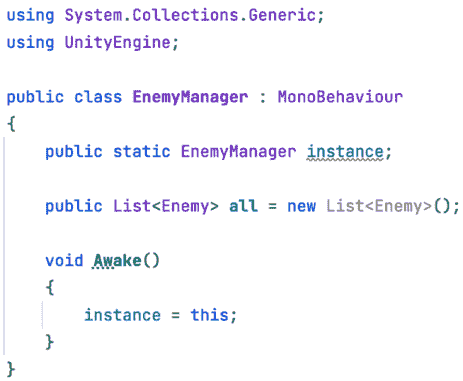 using System.Collections.Generic;
using UnityEngine;

public class EnemyManager : MonoBehaviour
{
    public static EnemyManager instance;

    public List<Enemy> all = new List<Enemy>();

    void Awake()
    {
        instance = this;
    }
}